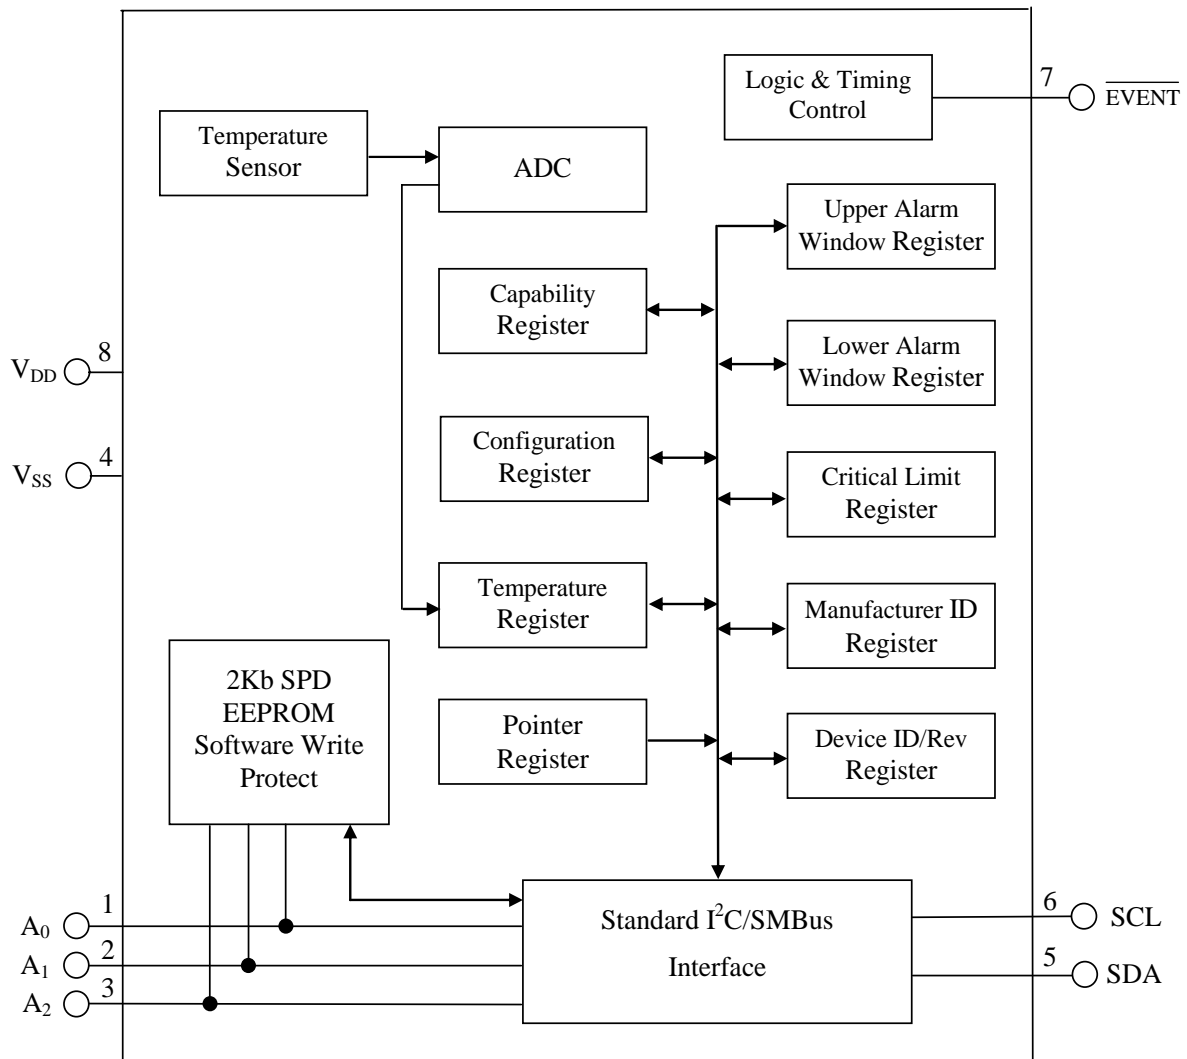 Logic & Timing
Control
7
EVENT
Temperature
Sensor
ADC
Upper Alarm
Window Register
Capability
Register
Lower Alarm
Window Register
8
V_DD
Configuration
Register
4
V_SS
Critical Limit
Register
Temperature
Register
Manufacturer ID
Register
2Kb SPD
EEPROM
Software Write
Protect
Pointer
Register
Device ID/Rev
Register
1
A_0
2
A_1
3
A_2
Standard I²C/SMBus
Interface
6
SCL
5
SDA